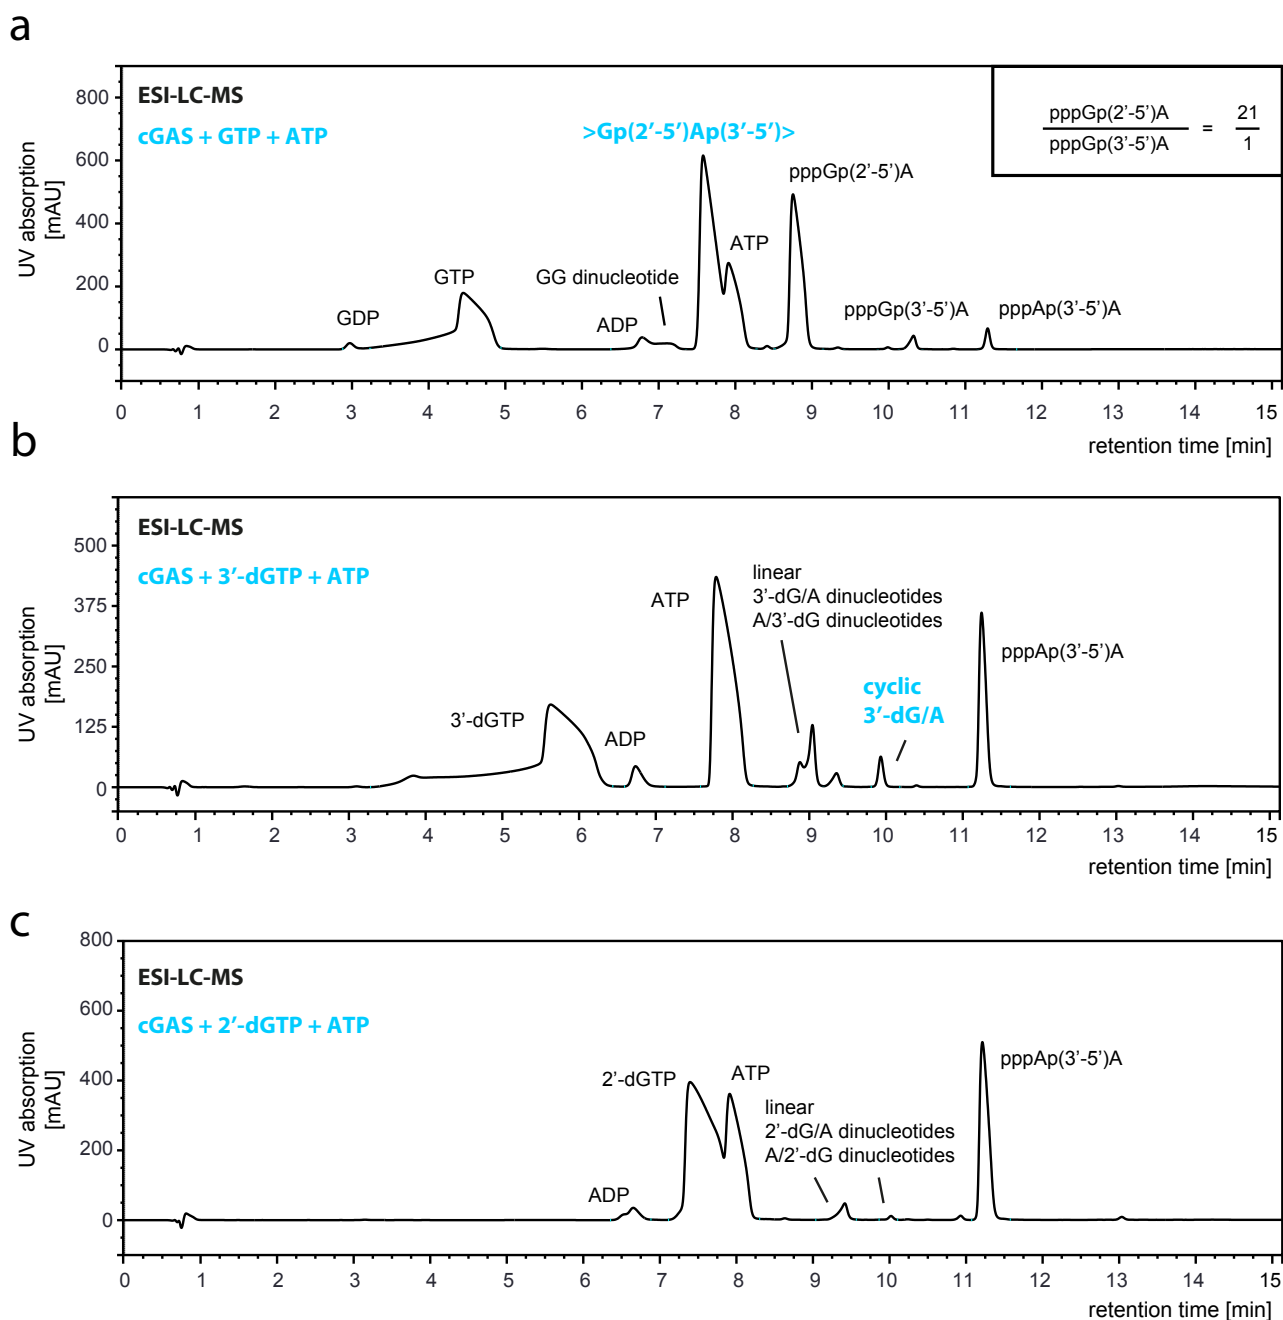 a
ESI-LC-MS
cGAS + GTP + ATP
>Gp(2′-5′)Ap(3′-5′)>
pppGp(2'-5')A
pppGp(3'-5')A
=
21
1
UV absorption
[mAU]
800
600
400
200
0
GDP
GTP
GG dinucleotide
ADP
ATP
pppGp(2'-5')A
pppGp(3'-5')A
pppAp(3'-5')A
0 1 2 3 4 5 6 7 8 9 10 11 12 13 14 15
retention time [min]
b
ESI-LC-MS
cGAS + 3′-dGTP + ATP
UV absorption
[mAU]
500
375
250
125
0
3'-dGTP
ADP
ATP
linear
3'-dG/A dinucleotides
A/3'-dG dinucleotides
cyclic
3′-dG/A
pppAp(3'-5')A
0 1 2 3 4 5 6 7 8 9 10 11 12 13 14 15
retention time [min]
c
ESI-LC-MS
cGAS + 2′-dGTP + ATP
UV absorption
[mAU]
800
600
400
200
0
ADP
2'-dGTP
ATP
linear
2'-dG/A dinucleotides
A/2'-dG dinucleotides
pppAp(3'-5')A
0 1 2 3 4 5 6 7 8 9 10 11 12 13 14 15
retention time [min]